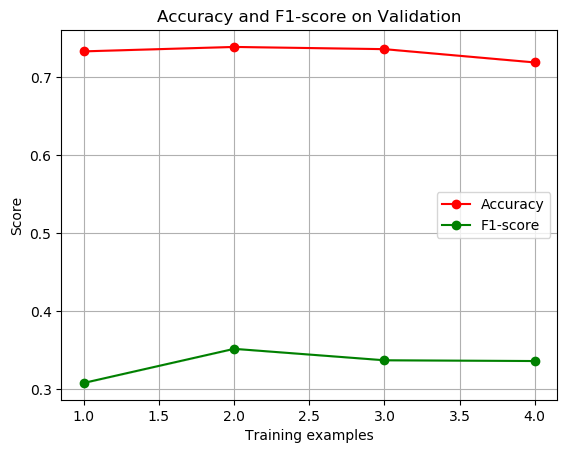 Accuracy and F1-score on Validation
0.7
0.6
0.5
0.4
0.3
Score
Accuracy
F1-score
1.0 1.5 2.0 2.5 3.0 3.5 4.0
Training examples